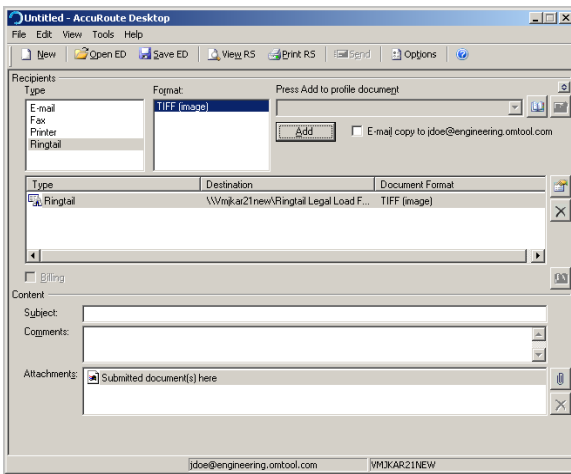 Untitled - AccuRoute Desktop
File Edit View Tools Help
New Open ED Save ED View RS Print RS Send Options
Recipients
Type Format: Press Add to profile document
E-mail TIFF (image)
Fax
Printer
Ringtail
Add E-mail copy to jdoe@engineering.omtool.com
Type Destination Document Format
Ringtail \\Vmjkar21new\Ringtail Legal Load F... TIFF (image)
Billing
Content
Subject:
Comments:
Attachments: Submitted document(s) here
jdoe@engineering.omtool.com VMJKAR21NEW